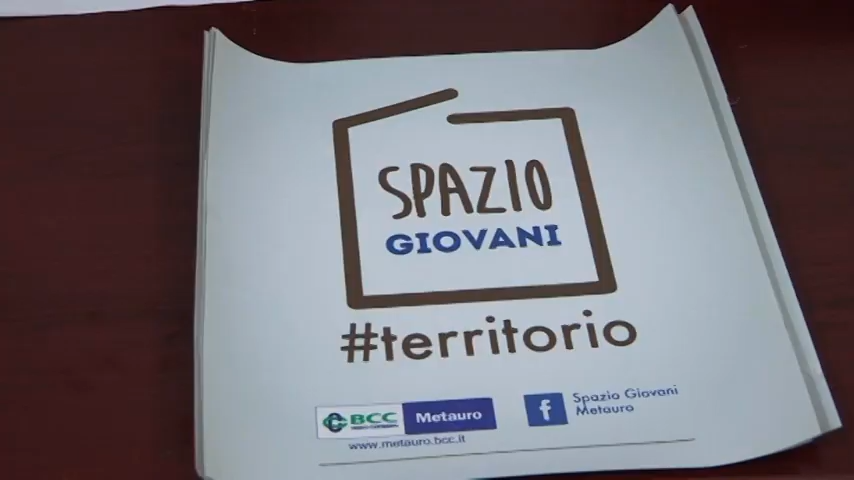 SPAZIO
GIOVANI
#territorio
BCC Metauro
www.metauro.bcc.it
f Spazio Giovani
Metauro